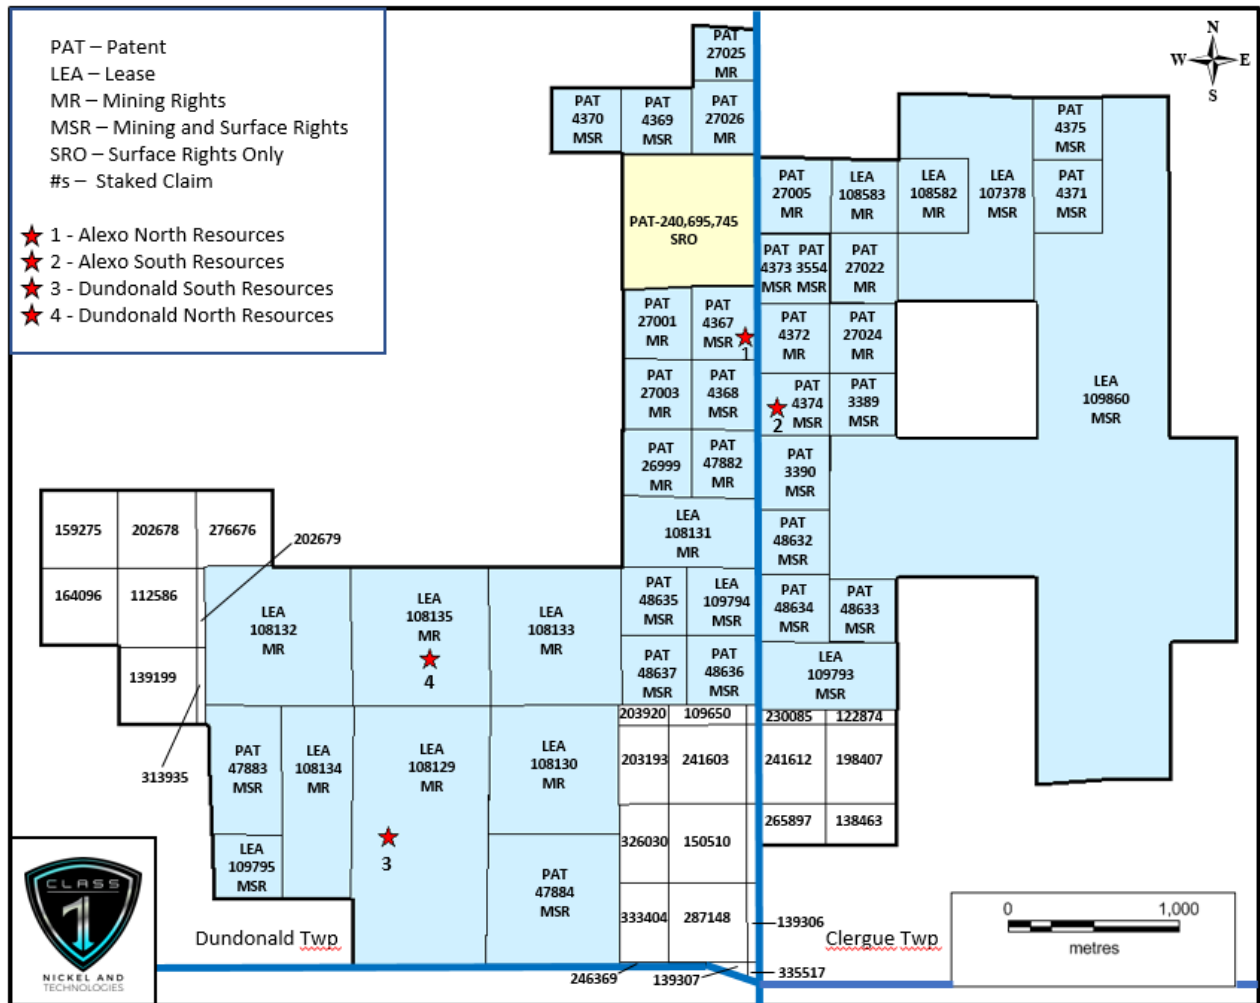 PAT – Patent
LEA – Lease
MR – Mining Rights
MSR – Mining and Surface Rights
SRO – Surface Rights Only
#s – Staked Claim
1 - Alexo North Resources
2 - Alexo South Resources
3 - Dundonald South Resources
4 - Dundonald North Resources
N
W E
S
PAT
27025
MR
PAT
4370
MSR
PAT
4369
MSR
PAT
27026
MR
PAT-240,695,745
SRO
PAT
27005
MR
LEA
108583
MR
LEA
108582
MR
LEA
107378
MSR
PAT
4375
MSR
PAT
4371
MSR
PAT PAT
4373 3554
MSR MSR
PAT
27022
MR
PAT
27001
MR
PAT
4367
MSR
1
PAT
4372
MR
PAT
27024
MR
PAT
27003
MR
PAT
4368
MSR
PAT
4374
MSR
2
PAT
3389
MSR
LEA
109860
MSR
PAT
26999
MR
PAT
47882
MR
PAT
3390
MSR
LEA
108131
MR
PAT
48632
MSR
159275
202678
276676
202679
164096
112586
139199
313935
LEA
108132
MR
LEA
108135
MR
4
LEA
108133
MR
PAT
48635
MSR
LEA
109794
MSR
PAT
48634
MSR
PAT
48633
MSR
PAT
48637
MSR
PAT
48636
MSR
LEA
109793
MSR
PAT
47883
MSR
LEA
108134
MR
LEA
108129
MR
3
LEA
108130
MR
LEA
109795
MSR
PAT
47884
MSR
203920
109650
230085
122874
203193
241603
241612
198407
326030
150510
265897
138463
333404
287148
139306
246369
139307
335517
Dundonald Twp
Clergue Twp
0 1,000
metres
CLASS
1
NICKEL AND
TECHNOLOGIES